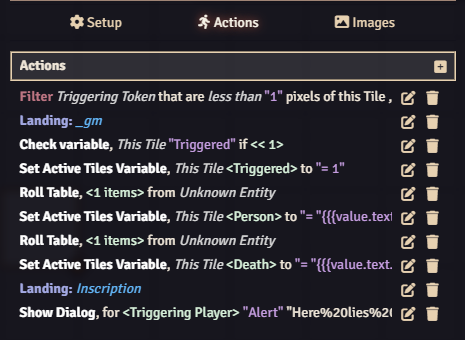 Setup Actions Images
Actions
Filter Triggering Token that are less than "1" pixels of this Tile ,
Landing: _gm
Check variable, This Tile "Triggered" if << 1>
Set Active Tiles Variable, This Tile <Triggered> to "= 1"
Roll Table, <1 items> from Unknown Entity
Set Active Tiles Variable, This Tile <Person> to "= "{{{value.text
Roll Table, <1 items> from Unknown Entity
Set Active Tiles Variable, This Tile <Death> to "= "{{{value.text.
Landing: Inscription
Show Dialog, for <Triggering Player> "Alert" "Here%20lies%20